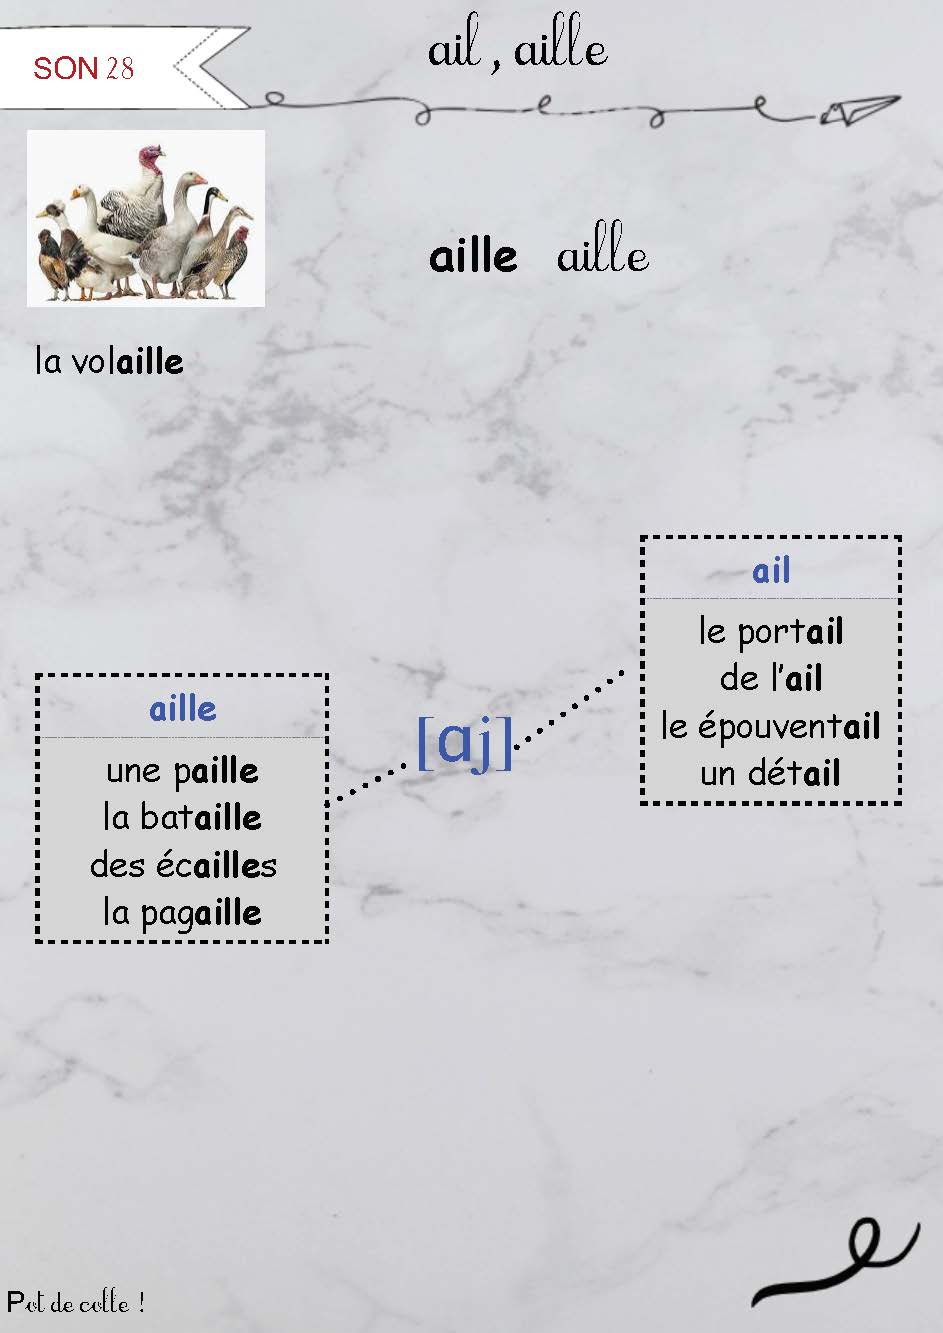 SON 28
ail, aille
aille aille
la volaille
ail
le portail
de l'ail
le épouventail
un détail
[aj]
aille
une paille
la bataille
des écailles
la pagaille
Pot de colle !